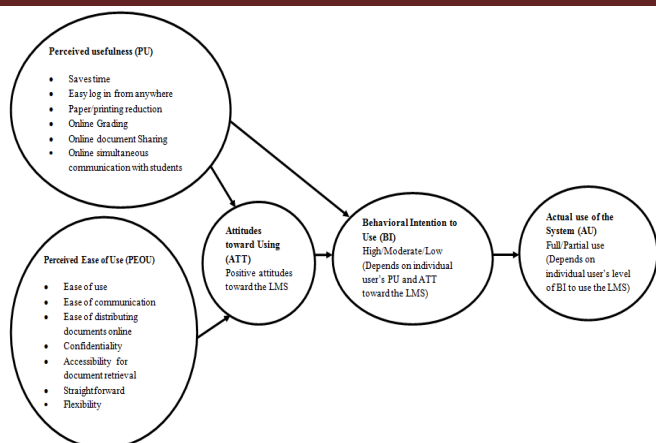 Perceived usefulness (PU)
• Saves time
• Easy log in from anywhere
• Paper/printing reduction
• Online Grading
• Online document Sharing
• Online simultaneous
communication with students
Perceived Ease of Use (PEOU)
• Ease of use
• Ease of communication
• Ease of distributing
documents online
• Confidentiality
• Accessibility for
document retrieval
• Straightforward
• Flexibility
Attitudes
toward Using
(ATT)
Positive attitudes
toward the LMS
Behavioral Intention to
Use (BI)
High/Moderate/Low
(Depends on individual
user's PU and ATT
toward the LMS)
Actual use of the
System (AU)
Full/Partial use
(Depends on
individual user's level
of BI to use the LMS)